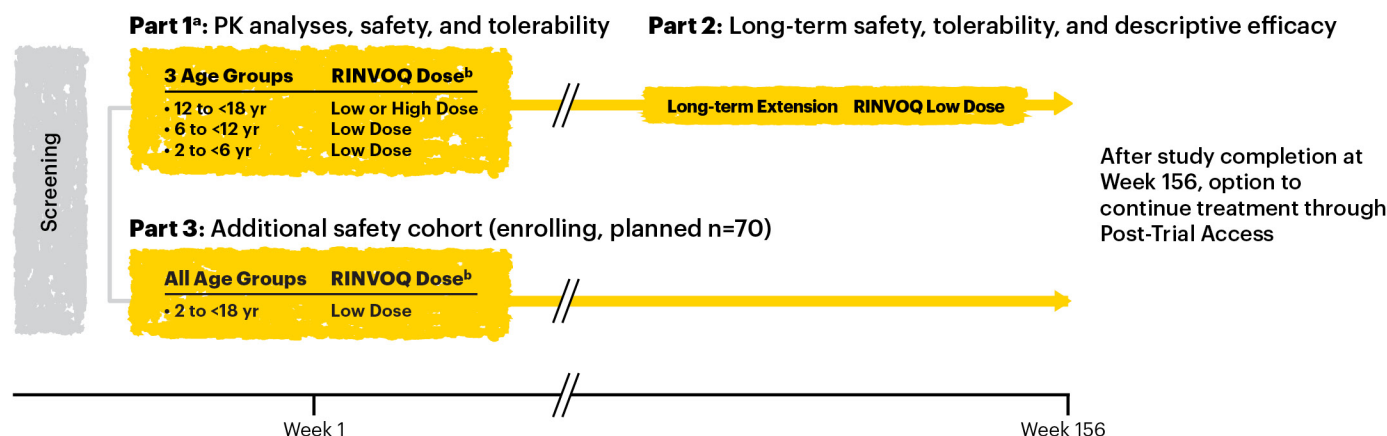 Part 1ᵃ: PK analyses, safety, and tolerability
Part 2: Long-term safety, tolerability, and descriptive efficacy
Screening
3 Age Groups RINVOQ Doseᵇ
• 12 to <18 yr Low or High Dose
• 6 to <12 yr Low Dose
• 2 to <6 yr Low Dose
Long-term Extension RINVOQ Low Dose
After study completion at
Week 156, option to
continue treatment through
Post-Trial Access
Part 3: Additional safety cohort (enrolling, planned n=70)
All Age Groups RINVOQ Doseᵇ
• 2 to <18 yr Low Dose
Week 1
Week 156